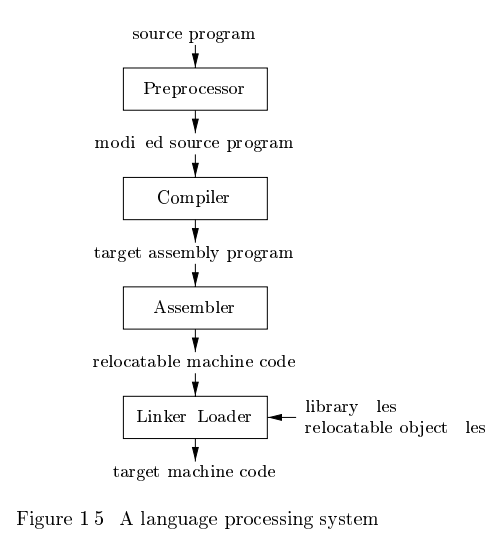 source program
Preprocessor
modi ed source program
Compiler
target assembly program
Assembler
relocatable machine code
Linker Loader
library les
relocatable object les
target machine code
Figure 1 5 A language processing system